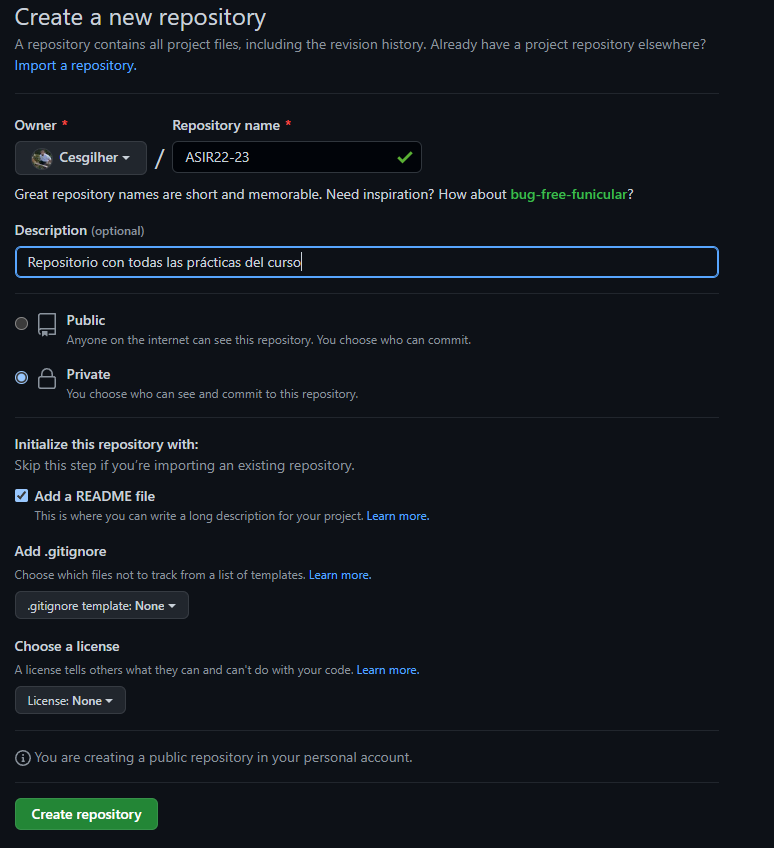 Create a new repository
A repository contains all project files, including the revision history. Already have a project repository elsewhere?
Import a repository.
Owner * Repository name *
Cesgilher / ASIR22-23
Great repository names are short and memorable. Need inspiration? How about bug-free-funicular?
Description (optional)
Repositorio con todas las prácticas del curso
Public
Anyone on the internet can see this repository. You choose who can commit.
Private
You choose who can see and commit to this repository.
Initialize this repository with:
Skip this step if you're importing an existing repository.
Add a README file
This is where you can write a long description for your project. Learn more.
Add .gitignore
Choose which files not to track from a list of templates. Learn more.
.gitignore template: None
Choose a license
A license tells others what they can and can't do with your code. Learn more.
License: None
You are creating a public repository in your personal account.
Create repository